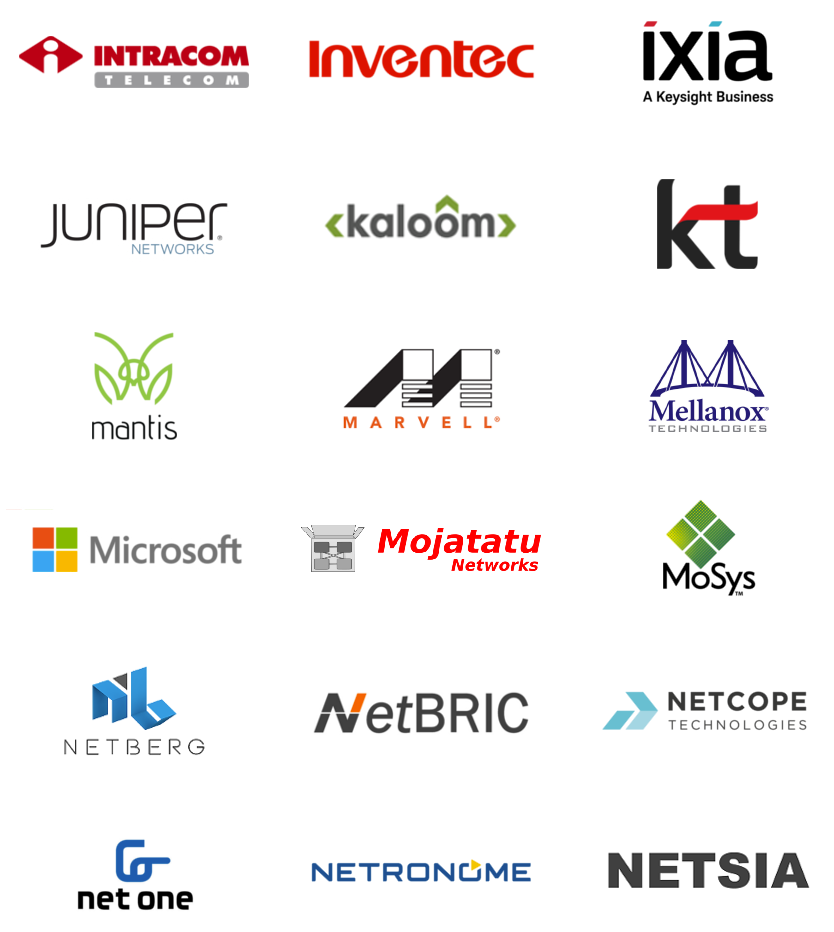 INTRACOM
TELECOM
Inventec
ixia
A Keysight Business
JUNIPER
NETWORKS
®
<kaloom>
kt
mantis
®
MARVELL®
Mellanox®
TECHNOLOGIES
Microsoft
Mojatatu
Networks
MoSys
™
NETBERG
NetBRIC
NETCOPE
TECHNOLOGIES
net one
NETRONOME
NETSIA